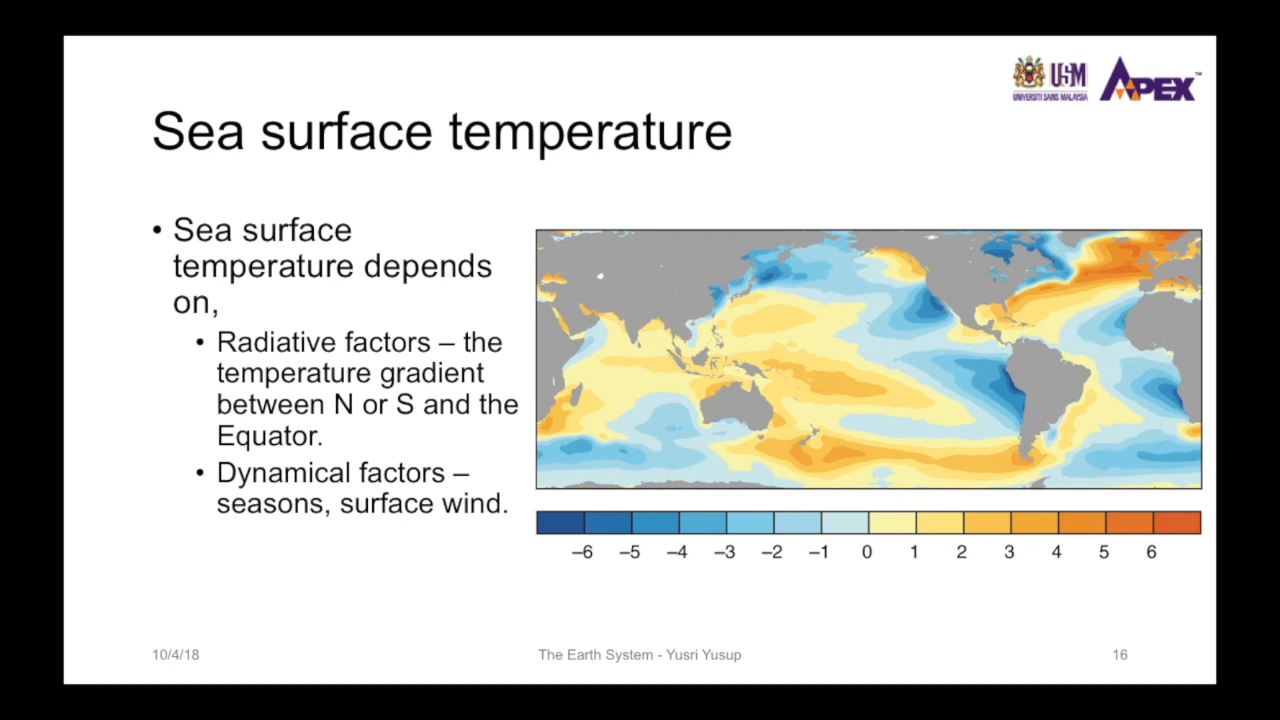 USM
UNIVERSITI SAINS MALAYSIA
APEX™
Sea surface temperature
• Sea surface
temperature depends
on,
• Radiative factors – the
temperature gradient
between N or S and the
Equator.
• Dynamical factors –
seasons, surface wind.
–6 –5 –4 –3 –2 –1 0 1 2 3 4 5 6
10/4/18 The Earth System - Yusri Yusup 16